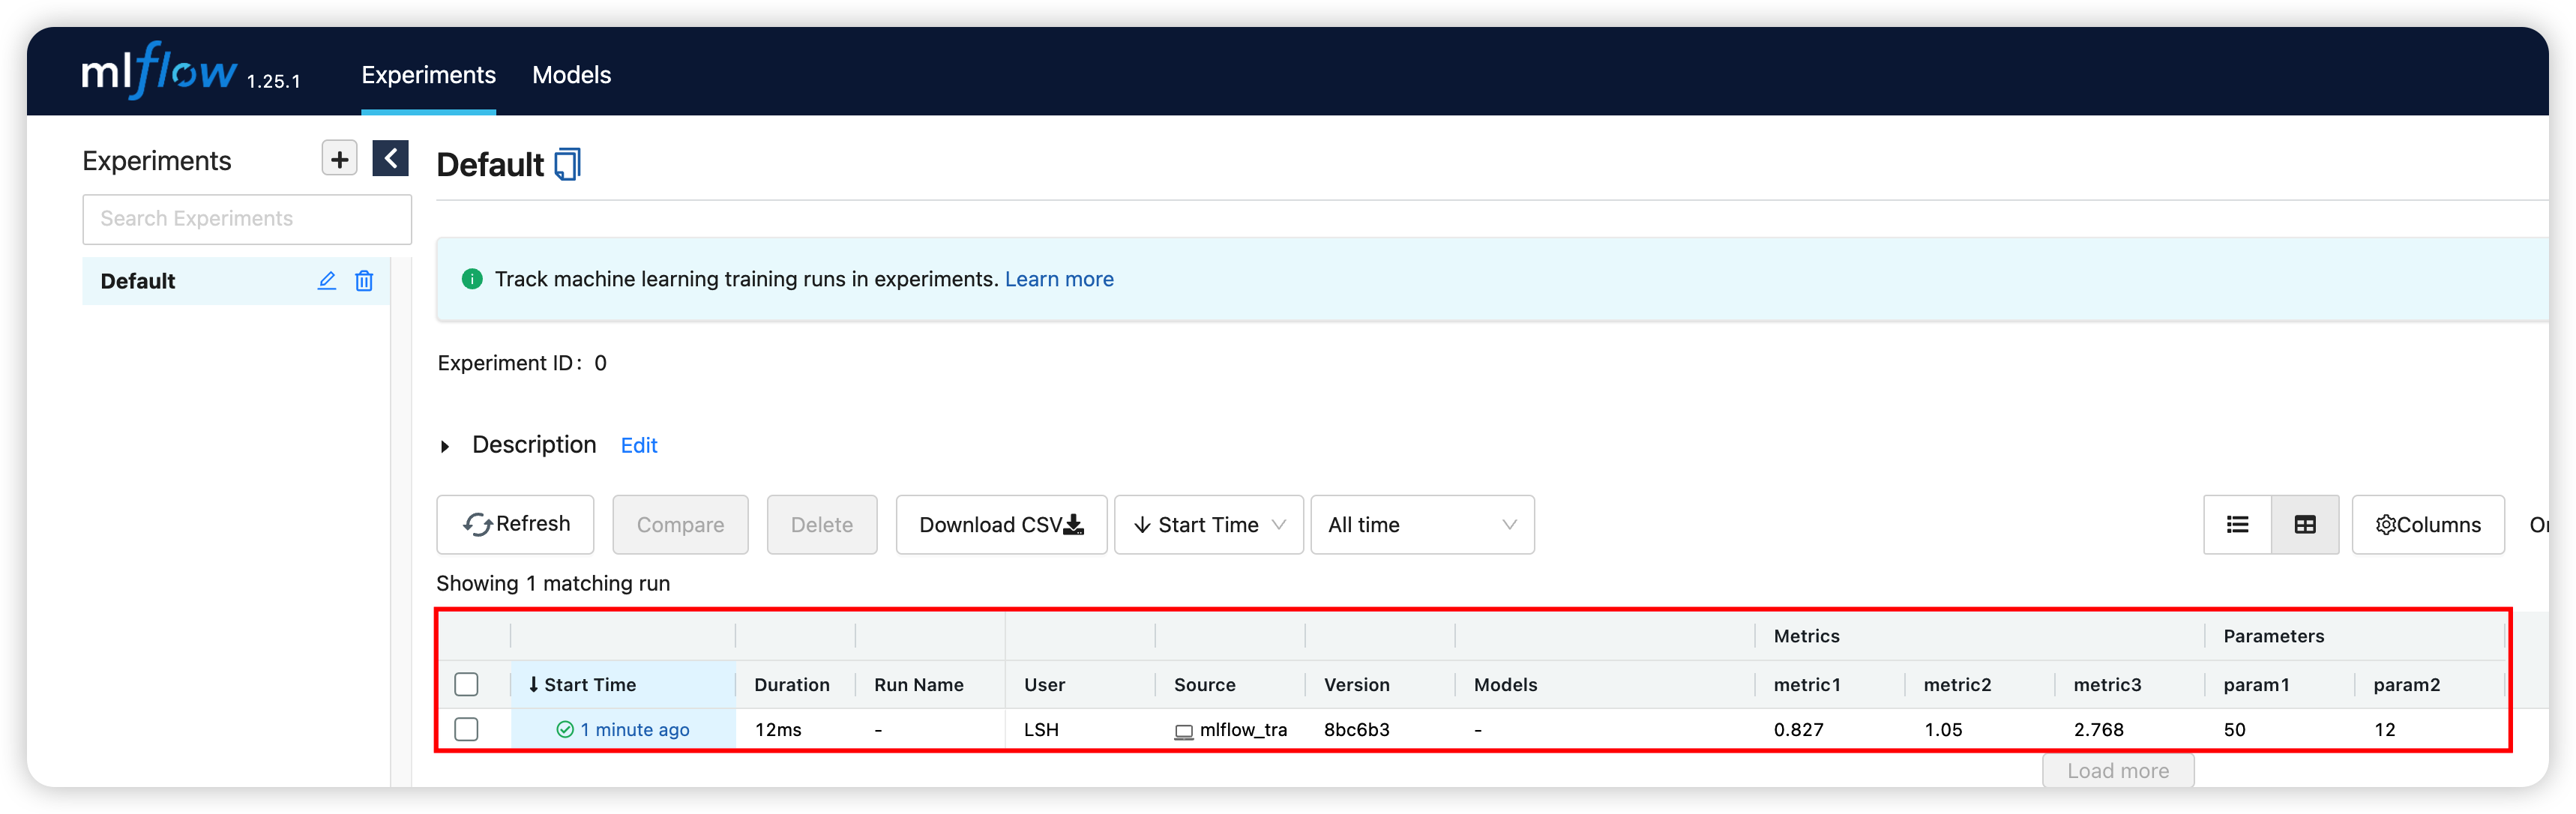 mlflow 1.25.1 Experiments Models
Experiments
Search Experiments
Default
Default
Track machine learning training runs in experiments. Learn more
Experiment ID: 0
Description Edit
Refresh Compare Delete Download CSV Start Time All time Columns
Showing 1 matching run
Metrics Parameters
Start Time Duration Run Name User Source Version Models metric1 metric2 metric3 param1 param2
1 minute ago 12ms - LSH mlflow_tra 8bc6b3 - 0.827 1.05 2.768 50 12
Load more